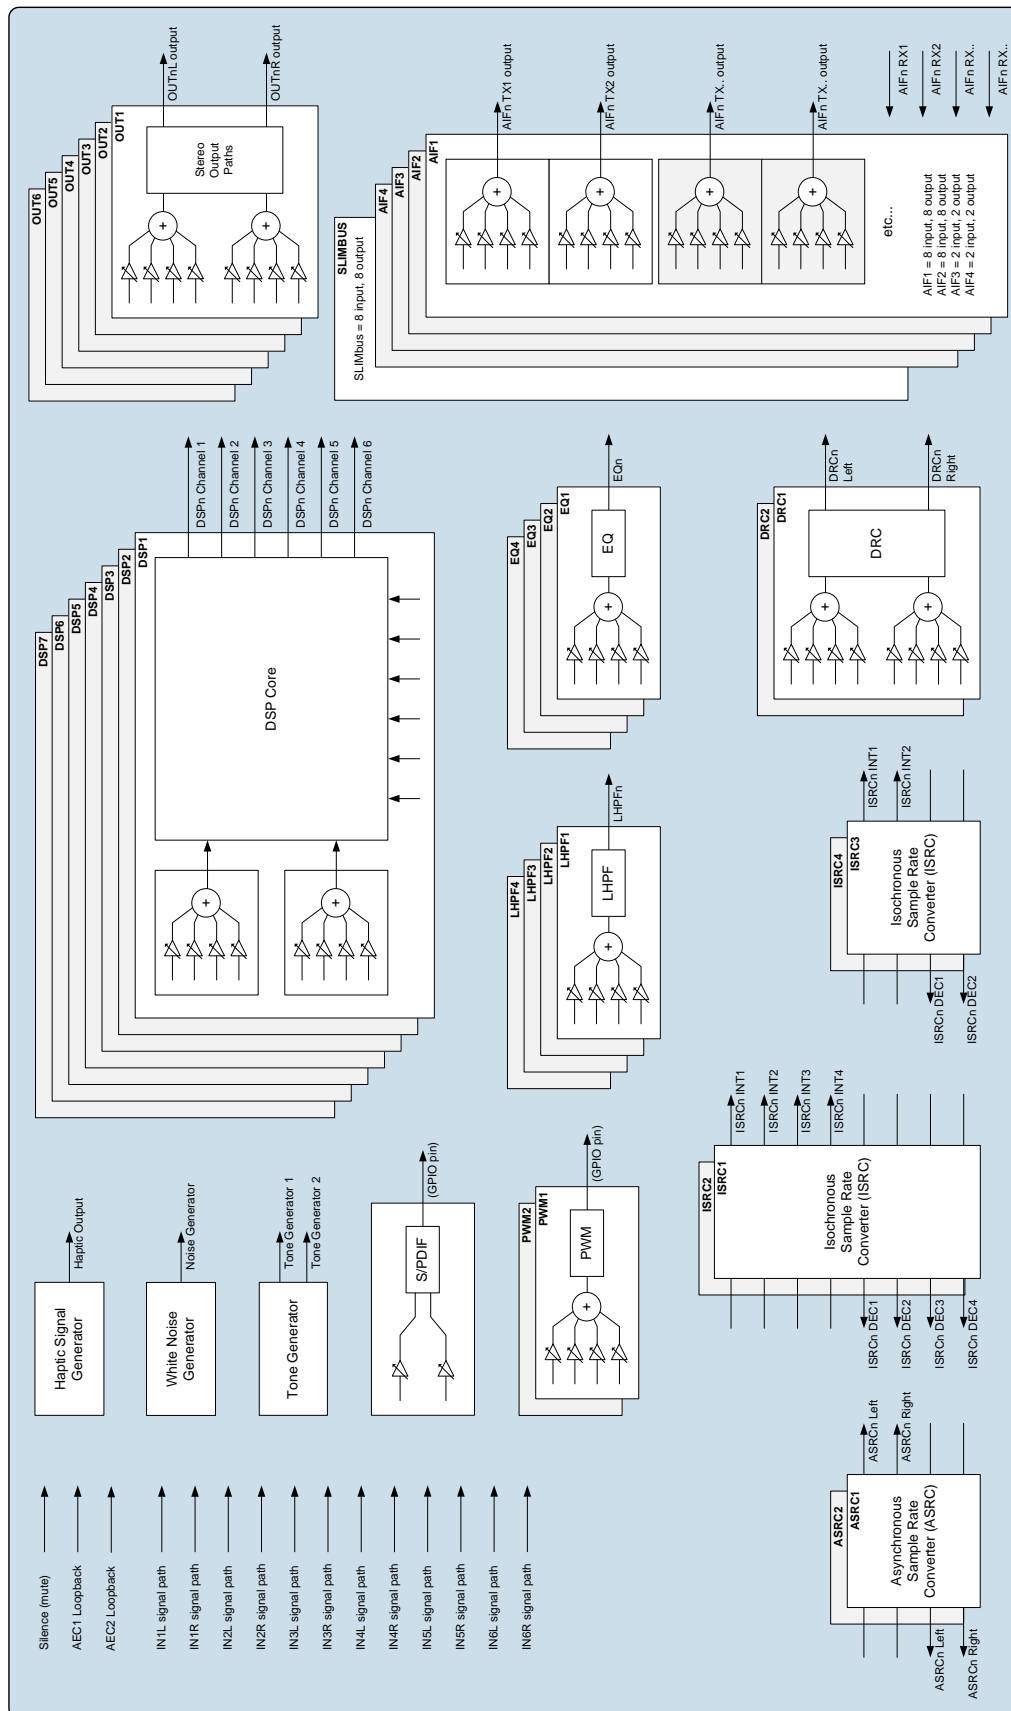 Silence (mute)
AEC1 Loopback
AEC2 Loopback
IN1L signal path
IN1R signal path
IN2L signal path
IN2R signal path
IN3L signal path
IN3R signal path
IN4L signal path
IN4R signal path
IN5L signal path
IN5R signal path
IN6L signal path
IN6R signal path
Haptic Signal
Generator
Haptic Output
White Noise
Generator
Noise Generator
Tone Generator
Tone Generator 1
Tone Generator 2
S/PDIF
(GPIO pin)
PWM2
PWM1
PWM
(GPIO pin)
ASRC2
ASRC1
Asynchronous
Sample Rate
Converter (ASRC)
ASRCn Left
ASRCn Right
ASRCn Left
ASRCn Right
ISRC2
ISRC1
Isochronous
Sample Rate
Converter (ISRC)
ISRCn INT1
ISRCn INT2
ISRCn INT3
ISRCn INT4
ISRCn DEC1
ISRCn DEC2
ISRCn DEC3
ISRCn DEC4
ISRC4
ISRC3
Isochronous
Sample Rate
Converter (ISRC)
ISRCn INT1
ISRCn INT2
ISRCn DEC1
ISRCn DEC2
DSP7
DSP6
DSP5
DSP4
DSP3
DSP2
DSP1
DSP Core
DSPn Channel 1
DSPn Channel 2
DSPn Channel 3
DSPn Channel 4
DSPn Channel 5
DSPn Channel 6
LHPF4
LHPF3
LHPF2
LHPF1
LHPF
LHPFn
EQ4
EQ3
EQ2
EQ1
EQ
EQn
DRC2
DRC1
DRC
DRCn
Left
DRCn
Right
OUT6
OUT5
OUT4
OUT3
OUT2
OUT1
Stereo
Output
Paths
OUTnL output
OUTnR output
SLIMBUS
SLIMbus = 8 input, 8 output
AIF4
AIF3
AIF2
AIF1
AIFn TX1 output
AIFn TX2 output
AIFn TX.. output
AIFn TX.. output
etc...
AIF1 = 8 input, 8 output
AIF2 = 8 input, 8 output
AIF3 = 2 input, 2 output
AIF4 = 2 input, 2 output
AIFn RX1
AIFn RX2
AIFn RX..
AIFn RX..
+
+
+
+
+
+
+
+
+
+
+
+
+